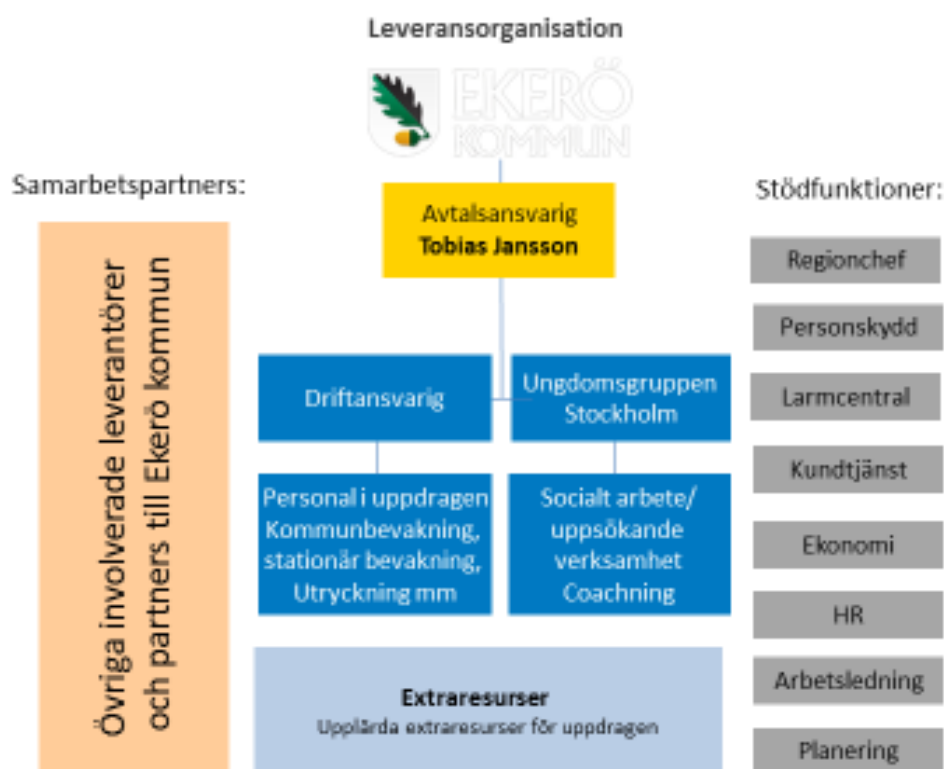 Leveransorganisation
EKERÖ
KOMMUN
Samarbetspartners:
Övriga involverade leverantörer
och partners till Ekerö kommun
Avtalsansvarig
Tobias Jansson
Driftansvarig
Ungdomsgruppen
Stockholm
Personal i uppdragen
Kommunbevakning,
stationär bevakning,
Utryckning mm
Socialt arbete/
uppsökande
verksamhet
Coachning
Extraresurser
Upplärda extraresurser för uppdragen
Stödfunktioner:
Regionchef
Personskydd
Larmcentral
Kundtjänst
Ekonomi
HR
Arbetsledning
Planering